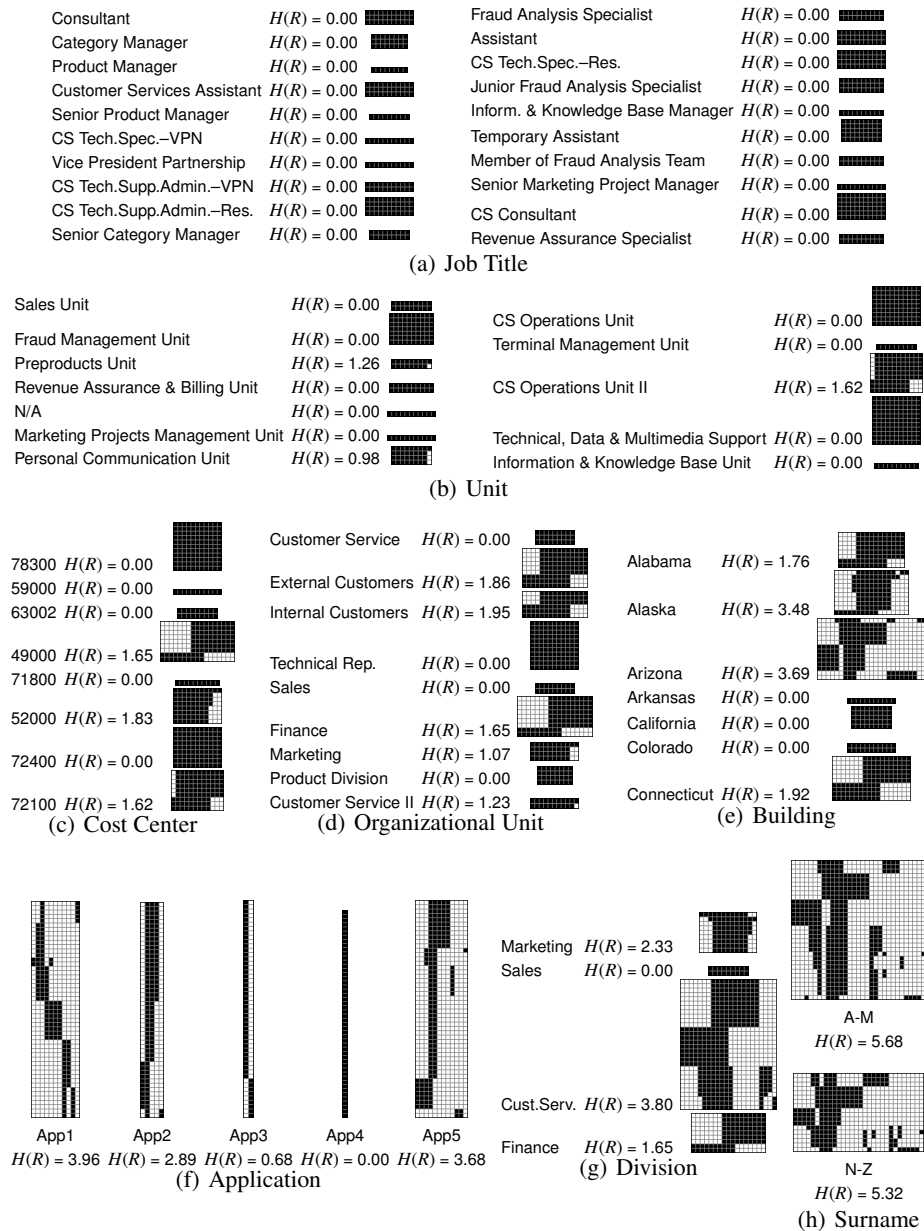 Consultant H(R) = 0.00
Category Manager H(R) = 0.00
Product Manager H(R) = 0.00
Customer Services Assistant H(R) = 0.00
Senior Product Manager H(R) = 0.00
CS Tech.Spec.–VPN H(R) = 0.00
Vice President Partnership H(R) = 0.00
CS Tech.Supp.Admin.–VPN H(R) = 0.00
CS Tech.Supp.Admin.–Res. H(R) = 0.00
Senior Category Manager H(R) = 0.00
Fraud Analysis Specialist H(R) = 0.00
Assistant H(R) = 0.00
CS Tech.Spec.–Res. H(R) = 0.00
Junior Fraud Analysis Specialist H(R) = 0.00
Inform. & Knowledge Base Manager H(R) = 0.00
Temporary Assistant H(R) = 0.00
Member of Fraud Analysis Team H(R) = 0.00
Senior Marketing Project Manager H(R) = 0.00
CS Consultant H(R) = 0.00
Revenue Assurance Specialist H(R) = 0.00
(a) Job Title
Sales Unit H(R) = 0.00
Fraud Management Unit H(R) = 0.00
Preproducts Unit H(R) = 1.26
Revenue Assurance & Billing Unit H(R) = 0.00
N/A H(R) = 0.00
Marketing Projects Management Unit H(R) = 0.00
Personal Communication Unit H(R) = 0.98
CS Operations Unit H(R) = 0.00
Terminal Management Unit H(R) = 0.00
CS Operations Unit II H(R) = 1.62
Technical, Data & Multimedia Support H(R) = 0.00
Information & Knowledge Base Unit H(R) = 0.00
(b) Unit
78300 H(R) = 0.00
59000 H(R) = 0.00
63002 H(R) = 0.00
49000 H(R) = 1.65
71800 H(R) = 0.00
52000 H(R) = 1.83
72400 H(R) = 0.00
72100 H(R) = 1.62
(c) Cost Center
Customer Service H(R) = 0.00
External Customers H(R) = 1.86
Internal Customers H(R) = 1.95
Technical Rep. H(R) = 0.00
Sales H(R) = 0.00
Finance H(R) = 1.65
Marketing H(R) = 1.07
Product Division H(R) = 0.00
Customer Service II H(R) = 1.23
(d) Organizational Unit
Alabama H(R) = 1.76
Alaska H(R) = 3.48
Arizona H(R) = 3.69
Arkansas H(R) = 0.00
California H(R) = 0.00
Colorado H(R) = 0.00
Connecticut H(R) = 1.92
(e) Building
App1 App2 App3 App4 App5
H(R) = 3.96 H(R) = 2.89 H(R) = 0.68 H(R) = 0.00 H(R) = 3.68
(f) Application
Marketing H(R) = 2.33
Sales H(R) = 0.00
Cust.Serv. H(R) = 3.80
Finance H(R) = 1.65
(g) Division
A-M
H(R) = 5.68
N-Z
H(R) = 5.32
(h) Surname